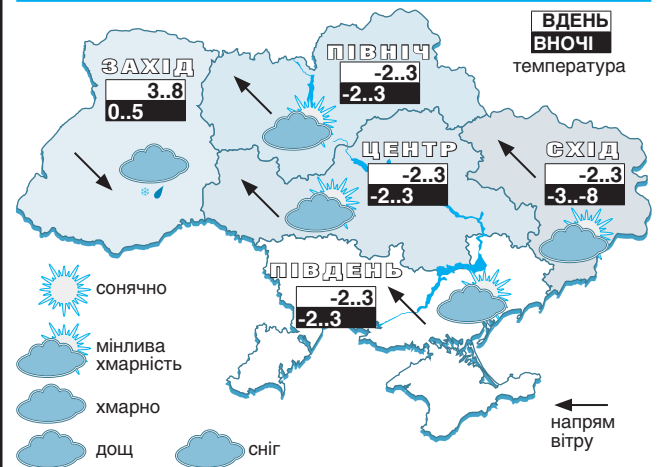 ВДЕНЬ
ВНОЧІ
температура
ЗАХІД
3..8
0..5
ПІВНІЧ
-2..3
-2..3
ЦЕНТР
-2..3
-2..3
СХІД
-2..3
-3..-8
ПІВДЕНЬ
-2..3
-2..3
сонячно
мінлива
хмарність
хмарно
дощ
сніг
напрям
вітру